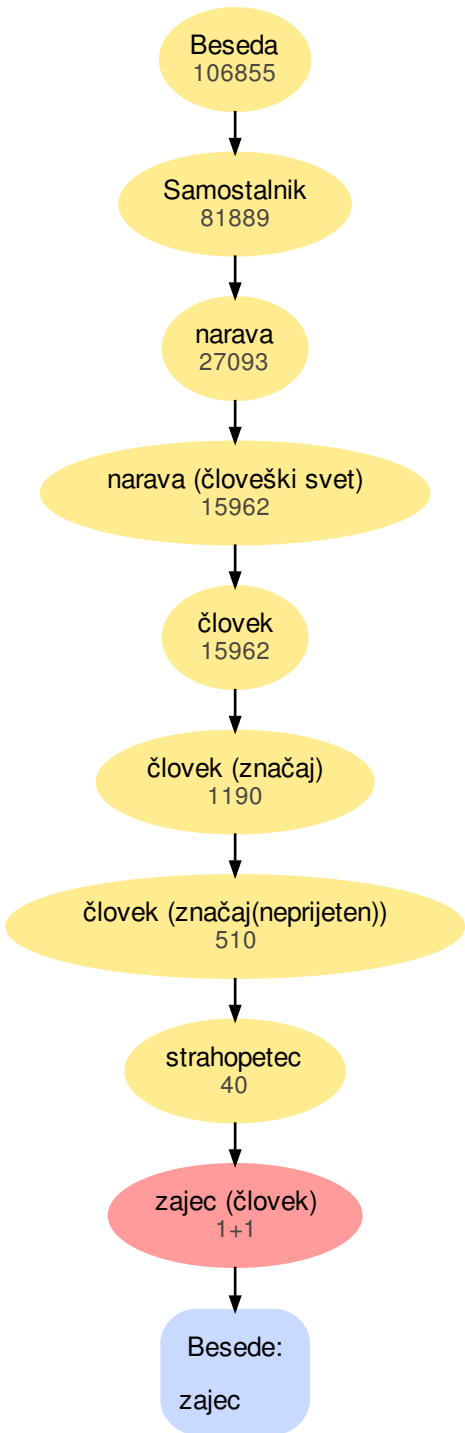 Beseda
106855
Samostalnik
81889
narava
27093
narava (človeški svet)
15962
človek
15962
človek (značaj)
1190
človek (značaj(neprijeten))
510
strahopetec
40
zajec (človek)
1+1
Besede:
zajec